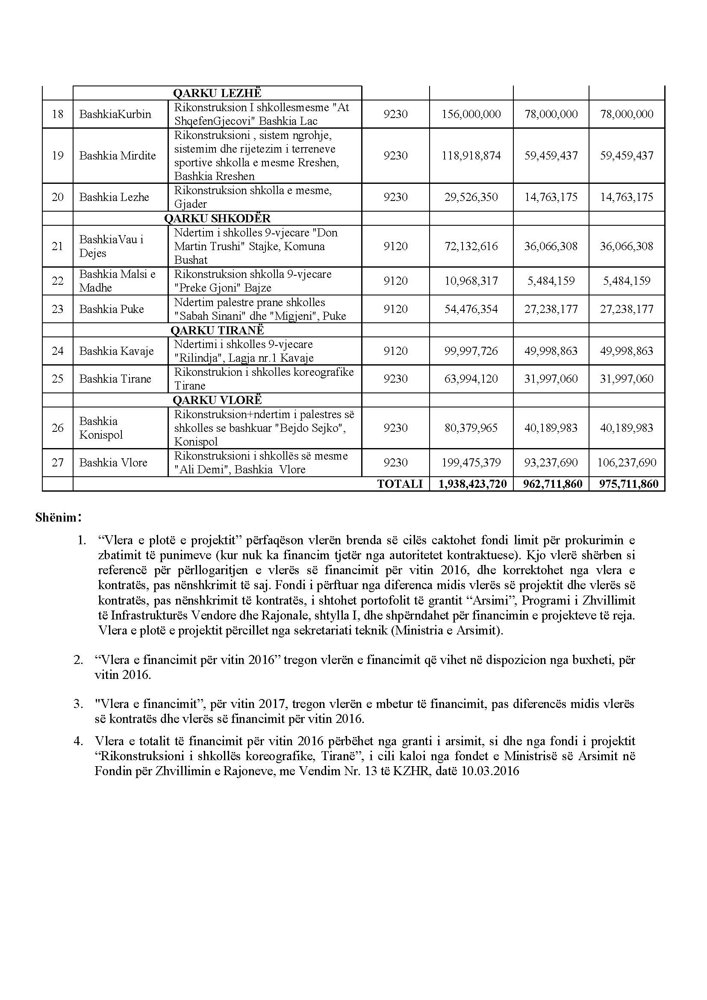 QARKU LEZHË
18 BashkiaKurbin Rikonstruksion I shkollesmesme "At 9230 156,000,000 78,000,000 78,000,000
ShqefenGjecovi" Bashkia Lac
Rikonstruksioni , sistem ngrohje,
19 Bashkia Mirdite sistemim dhe rijetezim i terreneve 9230 118,918,874 59,459,437 59,459,437
sportive shkolla e mesme Rreshen,
Bashkia Rreshen
20 Bashkia Lezhe Rikonstruksion shkolla e mesme, 9230 29,526,350 14,763,175 14,763,175
Gjader
QARKU SHKODËR
Ndertim i shkolles 9-vjecare "Don
21 BashkiaVau i Martin Trushi" Stajke, Komuna 9120 72,132,616 36,066,308 36,066,308
Dejes Bushat
22 Bashkia Malsi e Rikonstruksion shkolla 9-vjecare 9120 10,968,317 5,484,159 5,484,159
Madhe "Preke Gjoni" Bajze
23 Bashkia Puke Ndertim palestre prane shkolles 9120 54,476,354 27,238,177 27,238,177
"Sabah Sinani" dhe "Migjeni", Puke
QARKU TIRANË
24 Bashkia Kavaje Ndertimi i shkolles 9-vjecare 9120 99,997,726 49,998,863 49,998,863
"Rilindja", Lagja nr.1 Kavaje
25 Bashkia Tirane Rikonstrukion i shkolles koreografike 9230 63,994,120 31,997,060 31,997,060
Tirane
QARKU VLORË
Rikonstruksion+ndertim i palestres së
26 Bashkia shkolles se bashkuar "Bejdo Sejko", 9230 80,379,965 40,189,983 40,189,983
Konispol Konispol
27 Bashkia Vlore Rikonstruksioni i shkollës së mesme 9230 199,475,379 93,237,690 106,237,690
"Ali Demi", Bashkia Vlore
TOTALI 1,938,423,720 962,711,860 975,711,860
Shënim:
1. “Vlera e plotë e projektit” përfaqëson vlerën brenda së cilës caktohet fondi limit për prokurimin e
zbatimit të punimeve (kur nuk ka financim tjetër nga autoritetet kontraktuese). Kjo vlerë shërben si
referencë për përllogaritjen e vlerës së financimit për vitin 2016, dhe korrektohet nga vlera e
kontratës, pas nënshkrimit të saj. Fondi i përftuar nga diferenca midis vlerës së projektit dhe vlerës së
kontratës, pas nënshkrimit të kontratës, i shtohet portofolit të grantit “Arsimi”, Programi i Zhvillimit
të Infrastrukturës Vendore dhe Rajonale, shtylla I, dhe shpërndahet për financimin e projekteve të reja.
Vlera e plotë e projektit përcillet nga sekretariati teknik (Ministria e Arsimit).
2. “Vlera e financimit për vitin 2016” tregon vlerën e financimit që vihet në dispozicion nga buxheti, për
vitin 2016.
3. "Vlera e financimit”, për vitin 2017, tregon vlerën e mbetur të financimit, pas diferencës midis vlerës
së kontratës dhe vlerës së financimit për vitin 2016.
4. Vlera e totalit të financimit për vitin 2016 përbëhet nga granti i arsimit, si dhe nga fondi i projektit
“Rikonstruksioni i shkollës koreografike, Tiranë”, i cili kaloi nga fondet e Ministrisë së Arsimit në
Fondin për Zhvillimin e Rajoneve, me Vendim Nr. 13 të KZHR, datë 10.03.2016